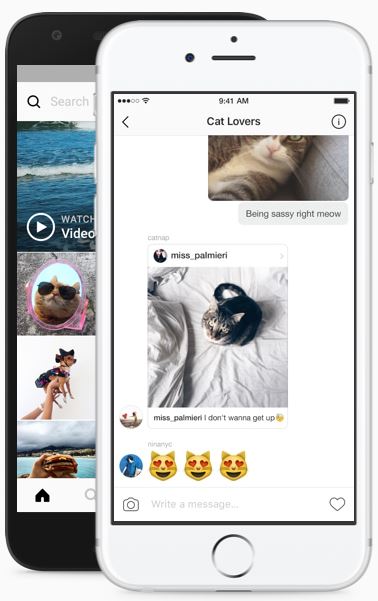 Search
WATCH
Video
9:41 AM
Cat Lovers
Being sassy right meow
catnap
miss_palmieri
miss_palmieri I don't wanna get up
ninanyc
Write a message...